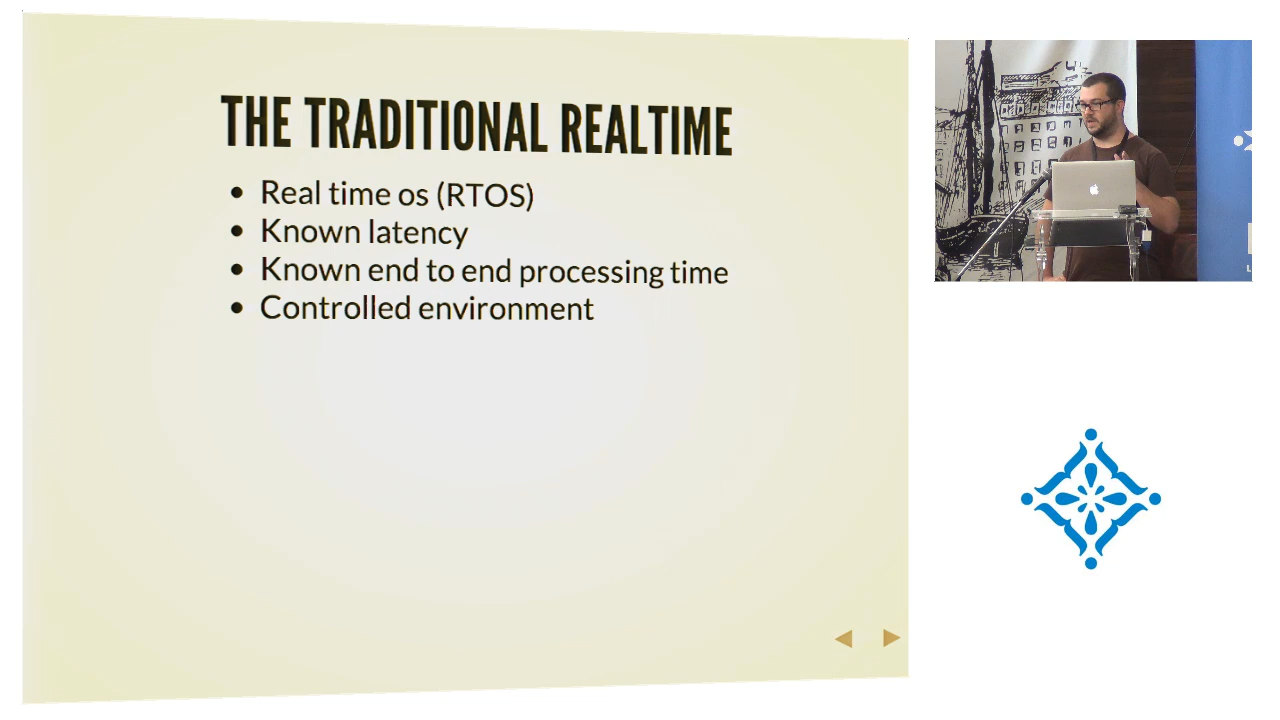 THE TRADITIONAL REALTIME
Real time os (RTOS)
Known latency
Known end to end processing time
Controlled environment